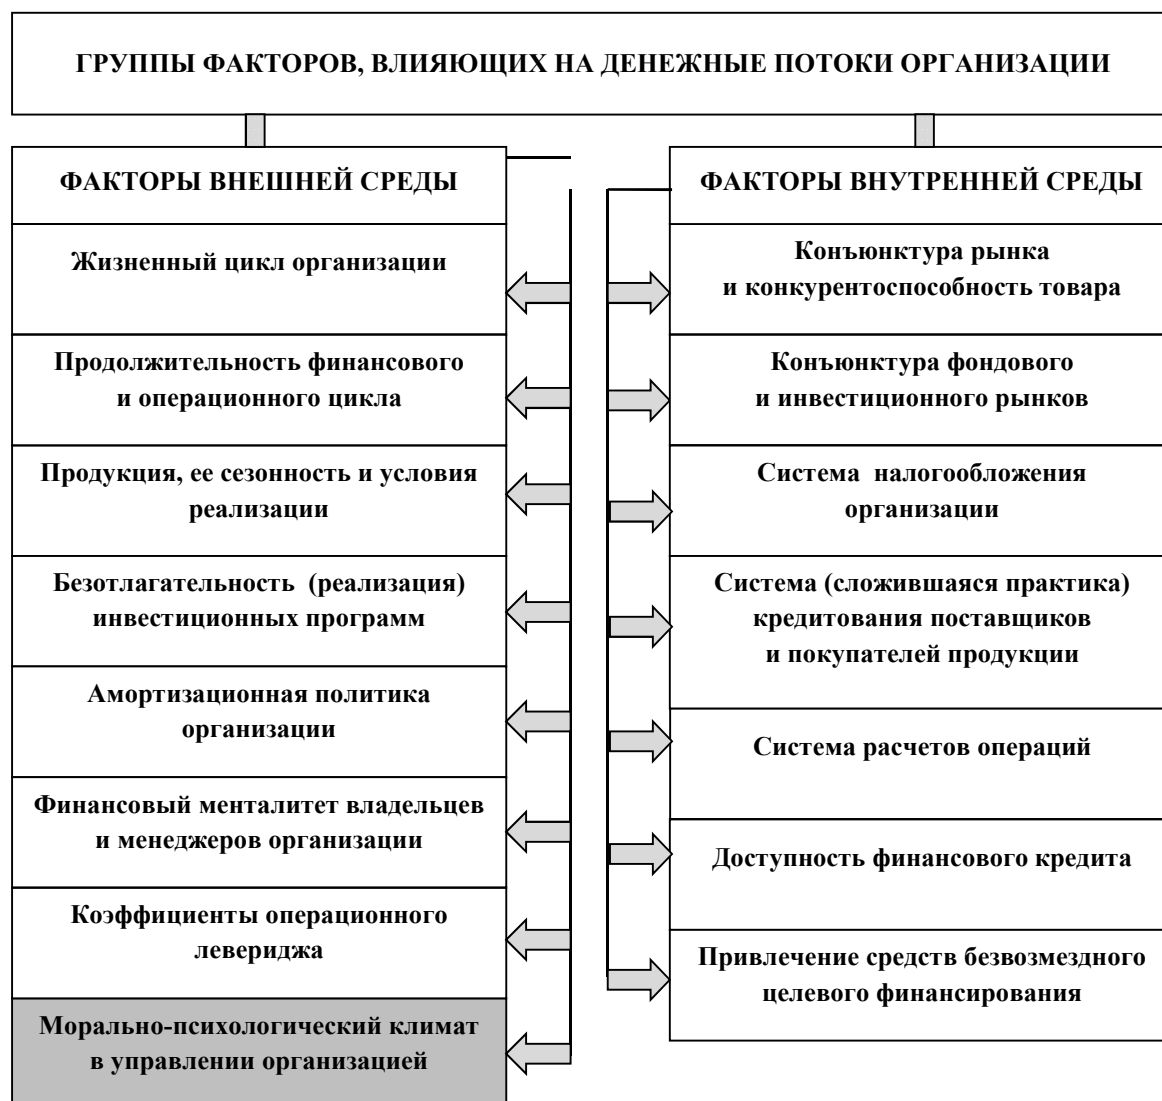 ГРУППЫ ФАКТОРОВ, ВЛИЯЮЩИХ НА ДЕНЕЖНЫЕ ПОТОКИ ОРГАНИЗАЦИИ
ФАКТОРЫ ВНЕШНЕЙ СРЕДЫ
Жизненный цикл организации
Продолжительность финансового
и операционного цикла
Продукция, ее сезонность и условия
реализации
Безотлагательность (реализация)
инвестиционных программ
Амортизационная политика
организации
Финансовый менталитет владельцев
и менеджеров организации
Коэффициенты операционного
левериджа
Морально-психологический климат
в управлении организацией
ФАКТОРЫ ВНУТРЕННЕЙ СРЕДЫ
Конъюнктура рынка
и конкурентоспособность товара
Конъюнктура фондового
и инвестиционного рынков
Система налогообложения
организации
Система (сложившаяся практика)
кредитования поставщиков
и покупателей продукции
Система расчетов операций
Доступность финансового кредита
Привлечение средств безвозмездного
целевого финансирования